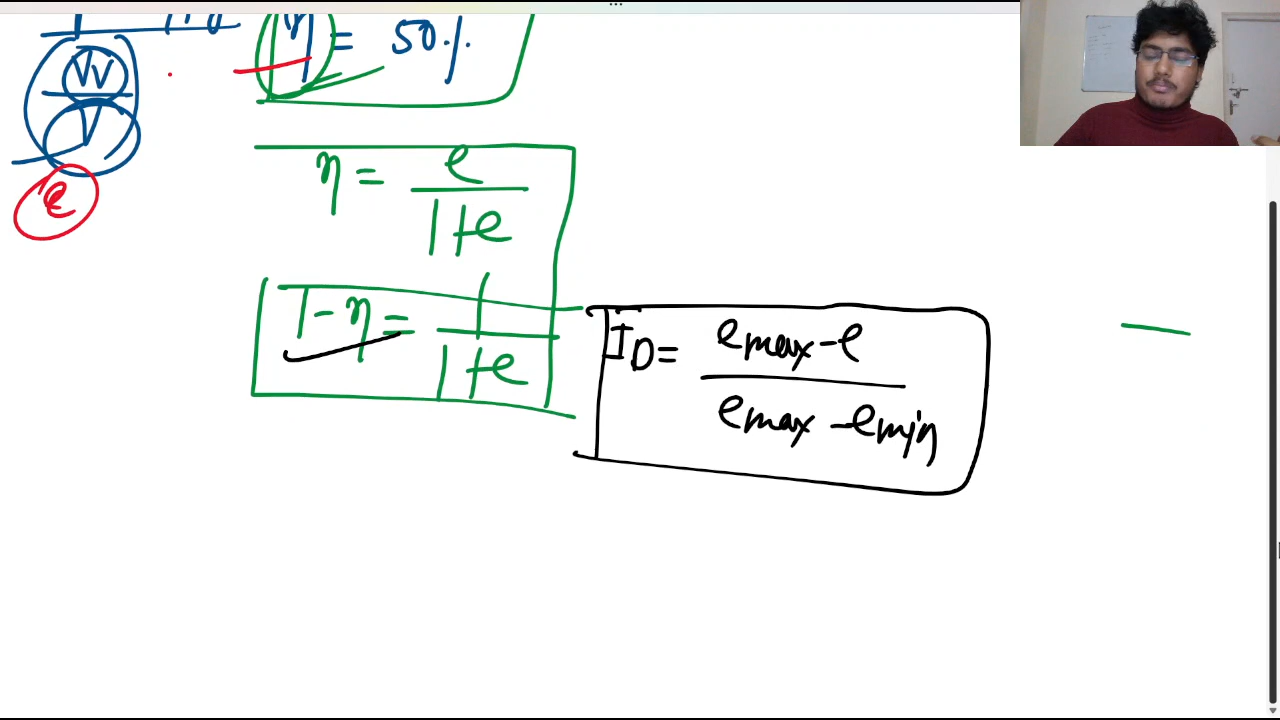 η = 50%
Vv
V
e
η = e
1+e
1-η = 1
1+e
ID = emax-e
emax - emin